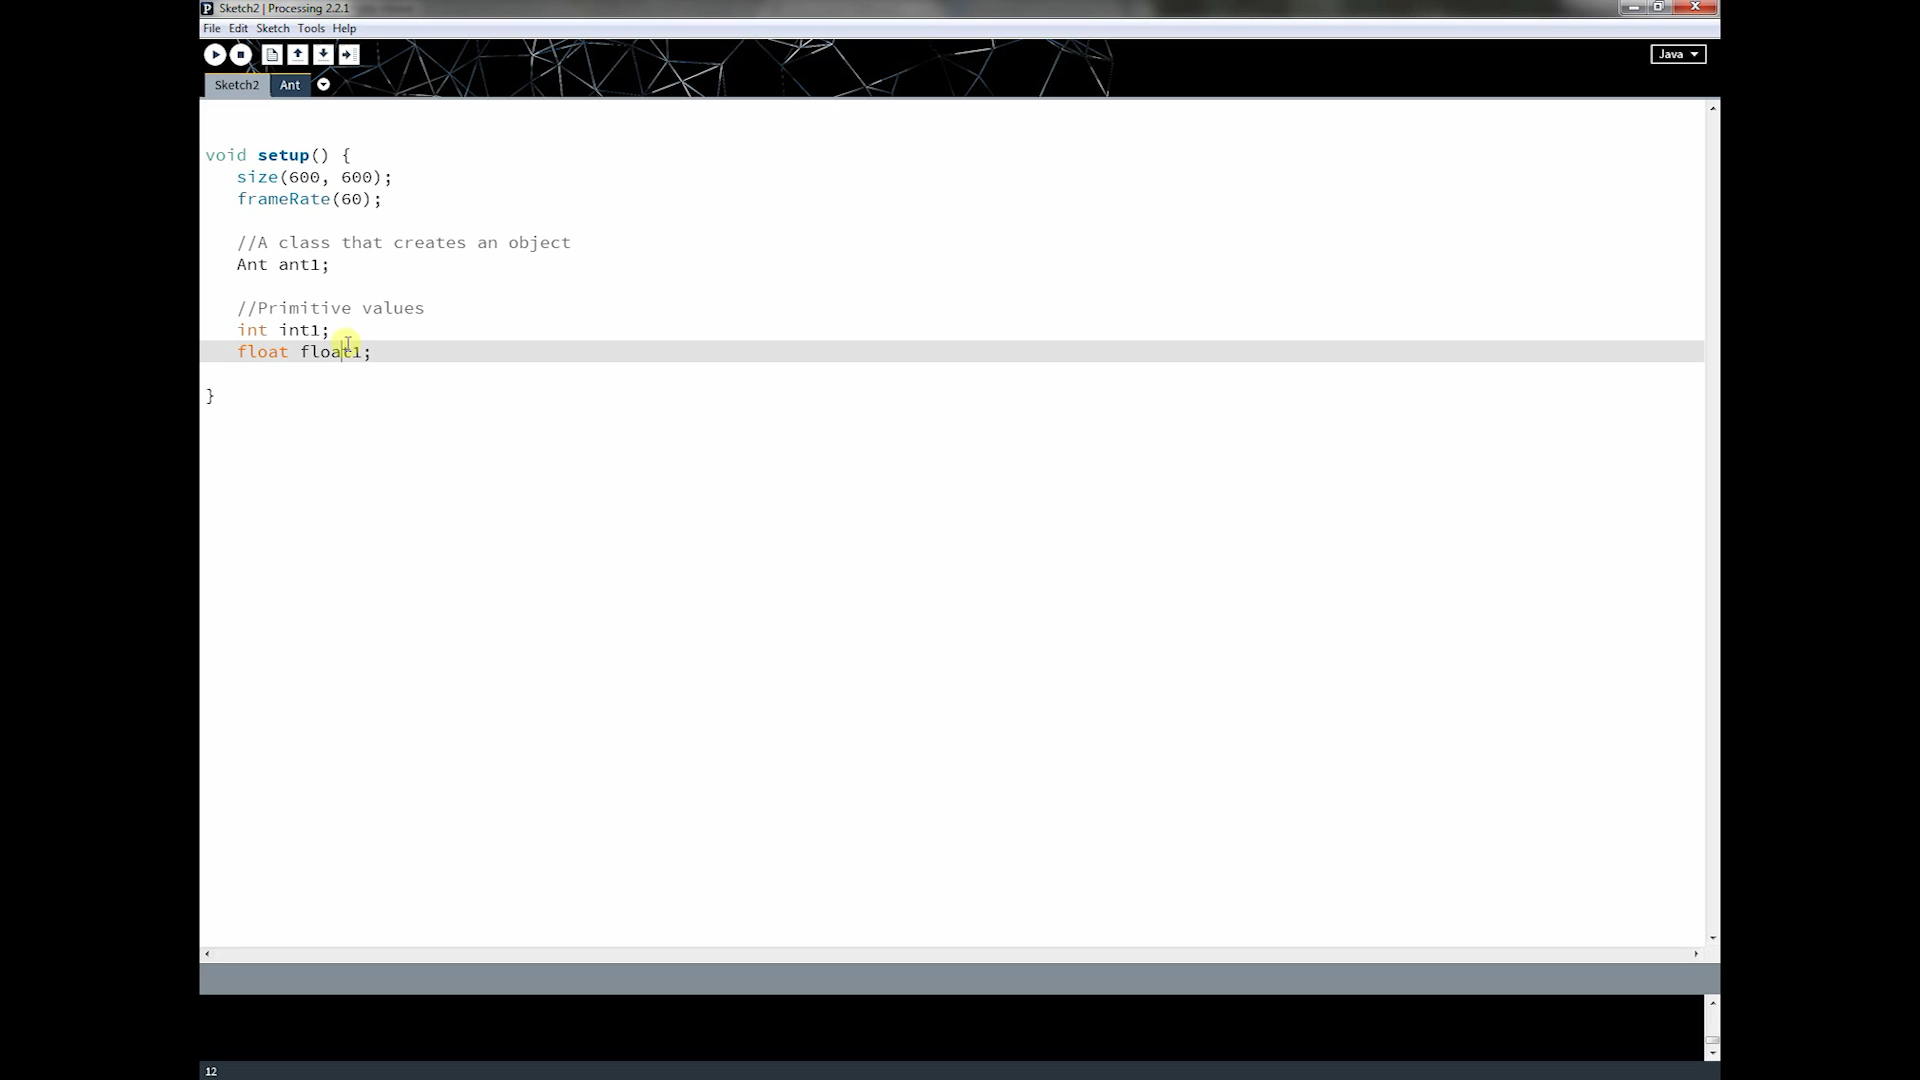 Sketch2 | Processing 2.2.1
File Edit Sketch Tools Help
Java
Sketch2 Ant
void setup() {
size(600, 600);
frameRate(60);
//A class that creates an object
Ant ant1;
//Primitive values
int int1;
float float1;
}
12